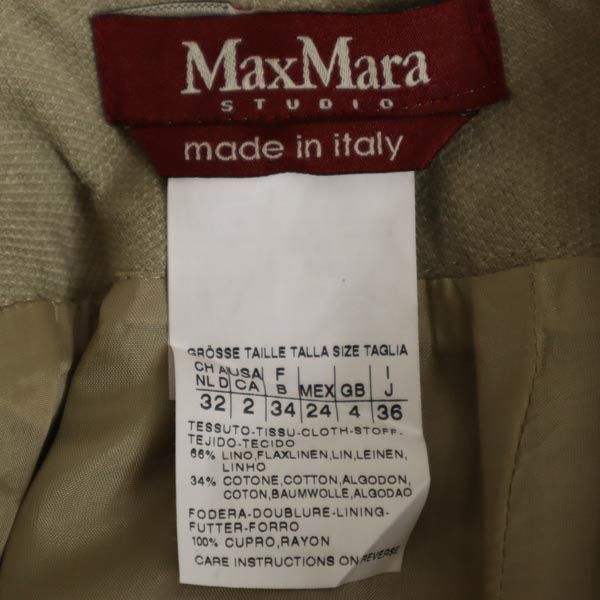 MaxMara
STUDIO
made in italy
GRÖSSE TAILLE TALLA SIZE TAGLIA
CH A USA F I
NL D CA B MEX GB J
32 2 34 24 4 36
TESSUTO-TISSU-CLOTH-STOFF-
TEJIDO-TECIDO
66% LINO,FLAXLINEN,LIN,LEINEN,
LINHO
34% COTONE,COTTON,ALGODON,
COTON,BAUMWOLLE,ALGODAO
FODERA-DOUBLURE-LINING-
FUTTER-FORRO
100% CUPRO,RAYON
CARE INSTRUCTIONS ON REVERSE